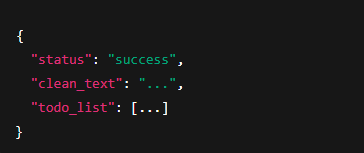 {
"status": "success",
"clean_text": "...",
"todo_list": [...]
}